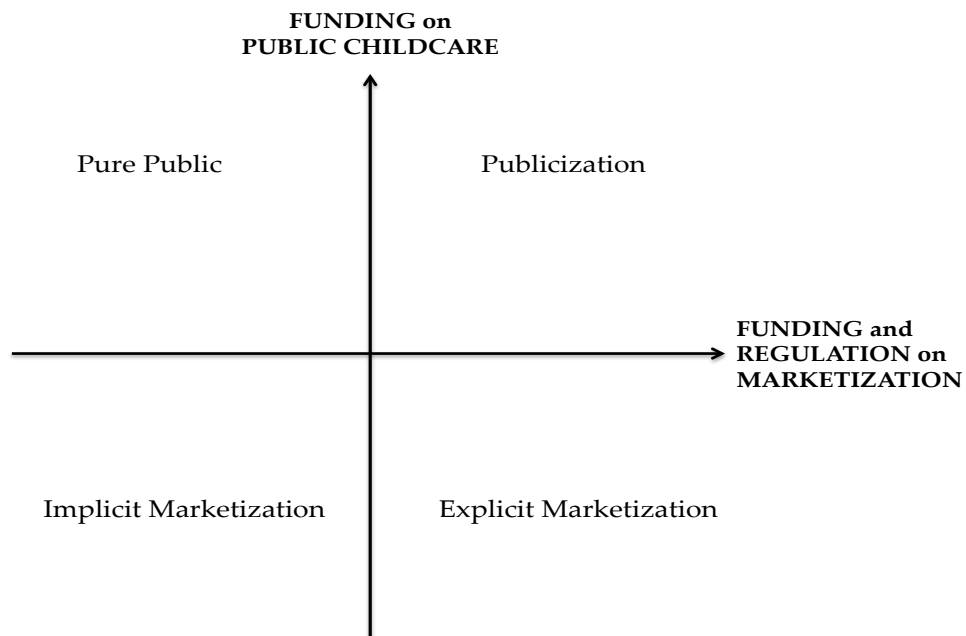 FUNDING on
PUBLIC CHILDCARE
Pure Public
Publicization
FUNDING and
REGULATION on
MARKETIZATION
Implicit Marketization
Explicit Marketization